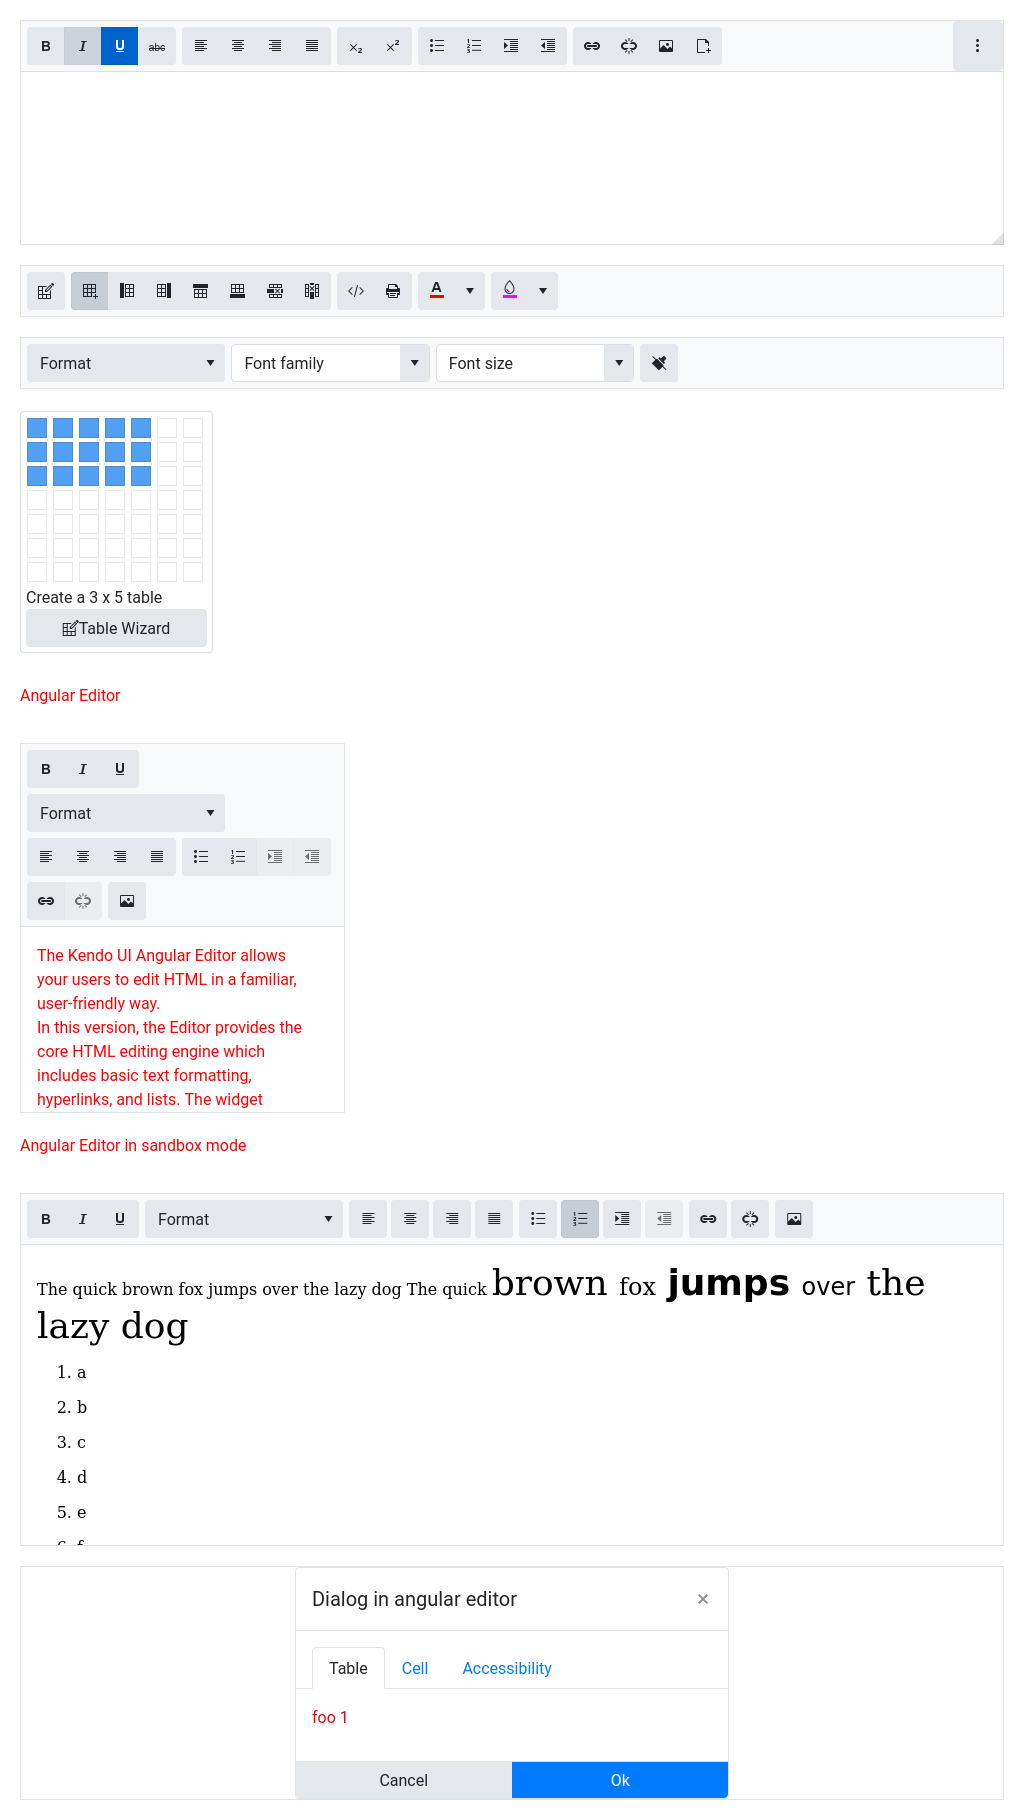 B I U abc x₂ x²
A
Format Font family Font size
Create a 3 x 5 table
Table Wizard
Angular Editor
B I U
Format
The Kendo UI Angular Editor allows
your users to edit HTML in a familiar,
user-friendly way.
In this version, the Editor provides the
core HTML editing engine which
includes basic text formatting,
hyperlinks, and lists. The widget
Angular Editor in sandbox mode
B I U Format
The quick brown fox jumps over the lazy dog The quick brown fox jumps over the
lazy dog
1. a
2. b
3. c
4. d
5. e
Dialog in angular editor ×
Table Cell Accessibility
foo 1
Cancel Ok